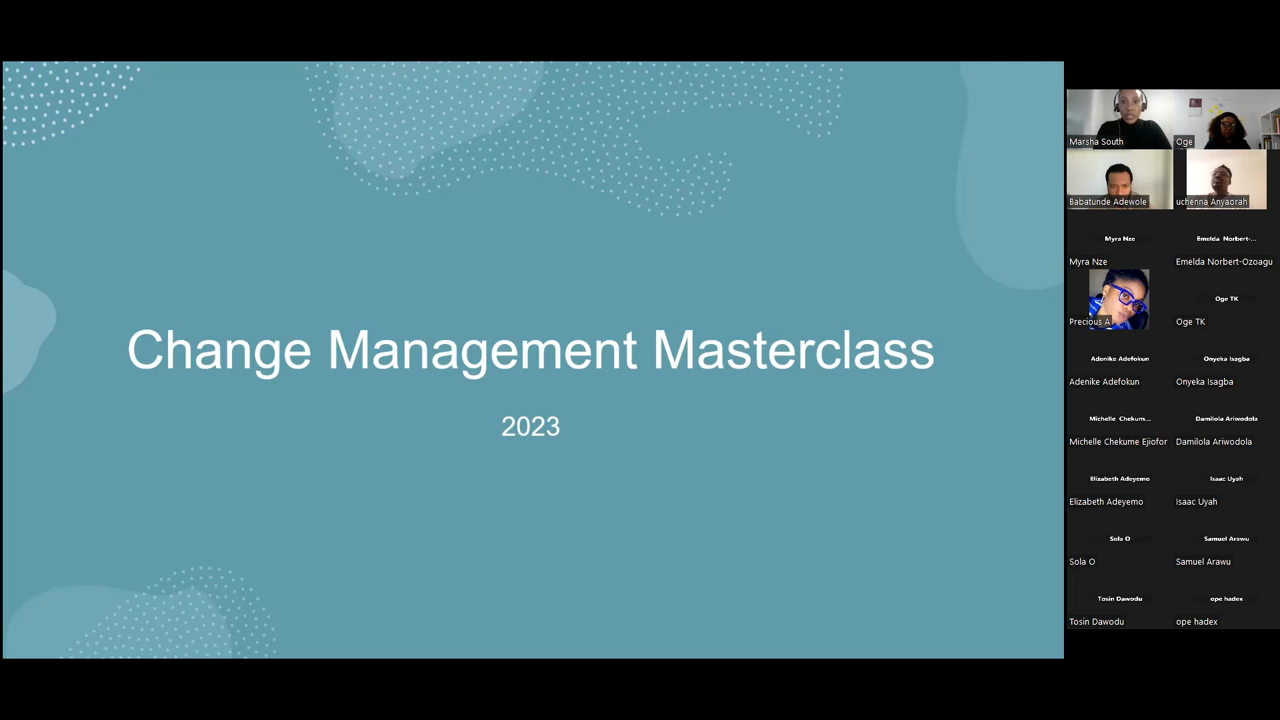 Change Management Masterclass
2023
Marsha South
Oge
Babatunde Adewole
uchenna Anyaorah
Myra Nze
Emelda Norbert-...
Myra Nze
Emelda Norbert-Ozoagu
Precious A
Oge TK
Oge TK
Adenike Adefokun
Onyeka Isagba
Adenike Adefokun
Onyeka Isagba
Michelle Chekum...
Damilola Ariwodola
Michelle Chekume Ejiofor
Damilola Ariwodola
Elizabeth Adeyemo
Isaac Uyah
Elizabeth Adeyemo
Isaac Uyah
Sola O
Samuel Arawu
Sola O
Samuel Arawu
Tosin Dawodu
ope hadex
Tosin Dawodu
ope hadex